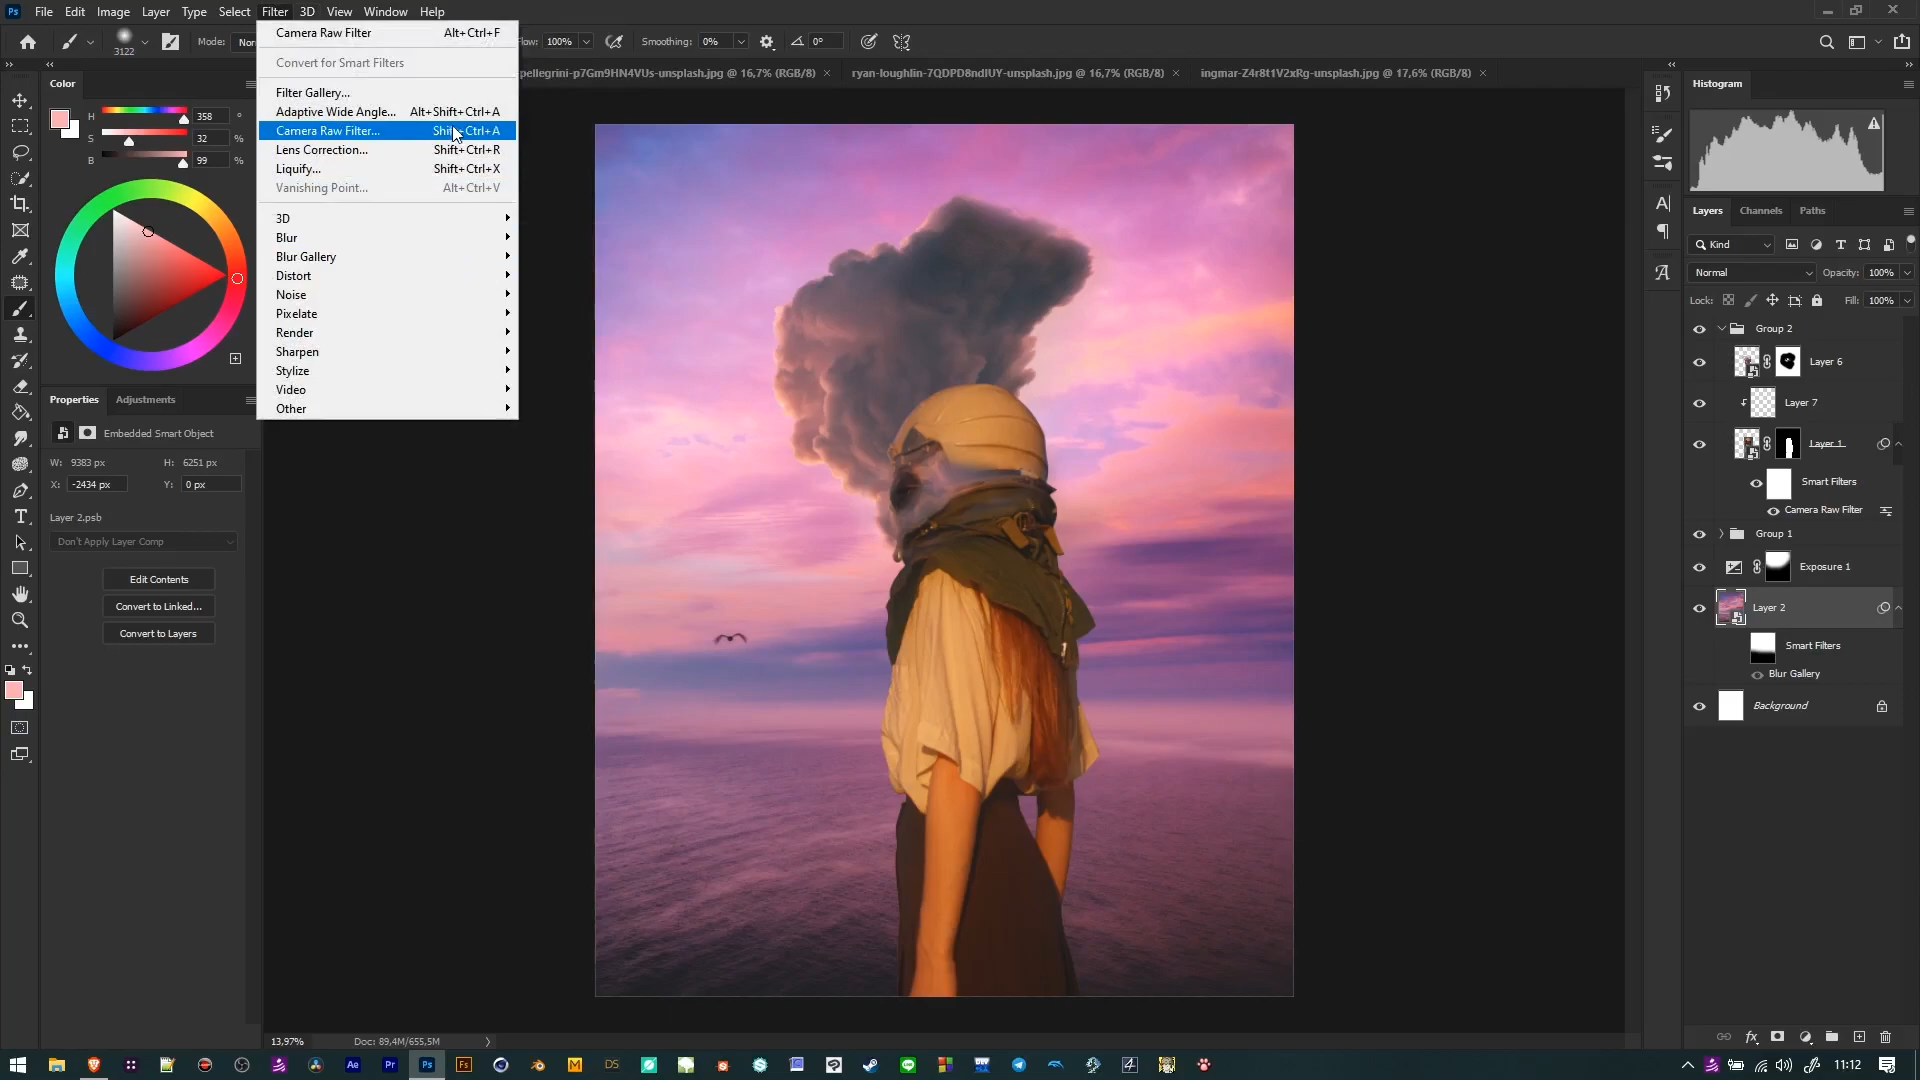 Ps File Edit Image Layer Type Select Filter 3D View Window Help
3122 Mode: 100% Smoothing: 0% 0°
Camera Raw Filter Alt+Ctrl+F
Convert for Smart Filters
Filter Gallery...
Adaptive Wide Angle... Alt+Shift+Ctrl+A
Camera Raw Filter... Shift+Ctrl+A
Lens Correction... Shift+Ctrl+R
Liquify... Shift+Ctrl+X
Vanishing Point... Alt+Ctrl+V
3D
Blur
Blur Gallery
Distort
Noise
Pixelate
Render
Sharpen
Stylize
Video
Other
pellegrini-p7Gm9HN4VUs-unsplash.jpg @ 16,7% (RGB/8) × ryan-loughlin-7QDPD8ndIUY-unsplash.jpg @ 16,7% (RGB/8) × ingmar-Z4r8t1V2xRg-unsplash.jpg @ 17,6% (RGB/8) ×
Color
H 358 °
S 32 %
B 99 %
Properties Adjustments
Embedded Smart Object
W: 9383 px H: 6251 px
X: -2434 px Y: 0 px
Layer 2.psb
Don't Apply Layer Comp
Edit Contents
Convert to Linked...
Convert to Layers
Histogram
Layers Channels Paths
Kind
Normal Opacity: 100%
Lock: Fill: 100%
Group 2
Layer 6
Layer 7
Layer 1
Smart Filters
Camera Raw Filter
Group 1
Exposure 1
Layer 2
Smart Filters
Blur Gallery
Background
13,97% Doc: 89,4M/655,5M
Ae Pr Ps Fs M DS 11:12